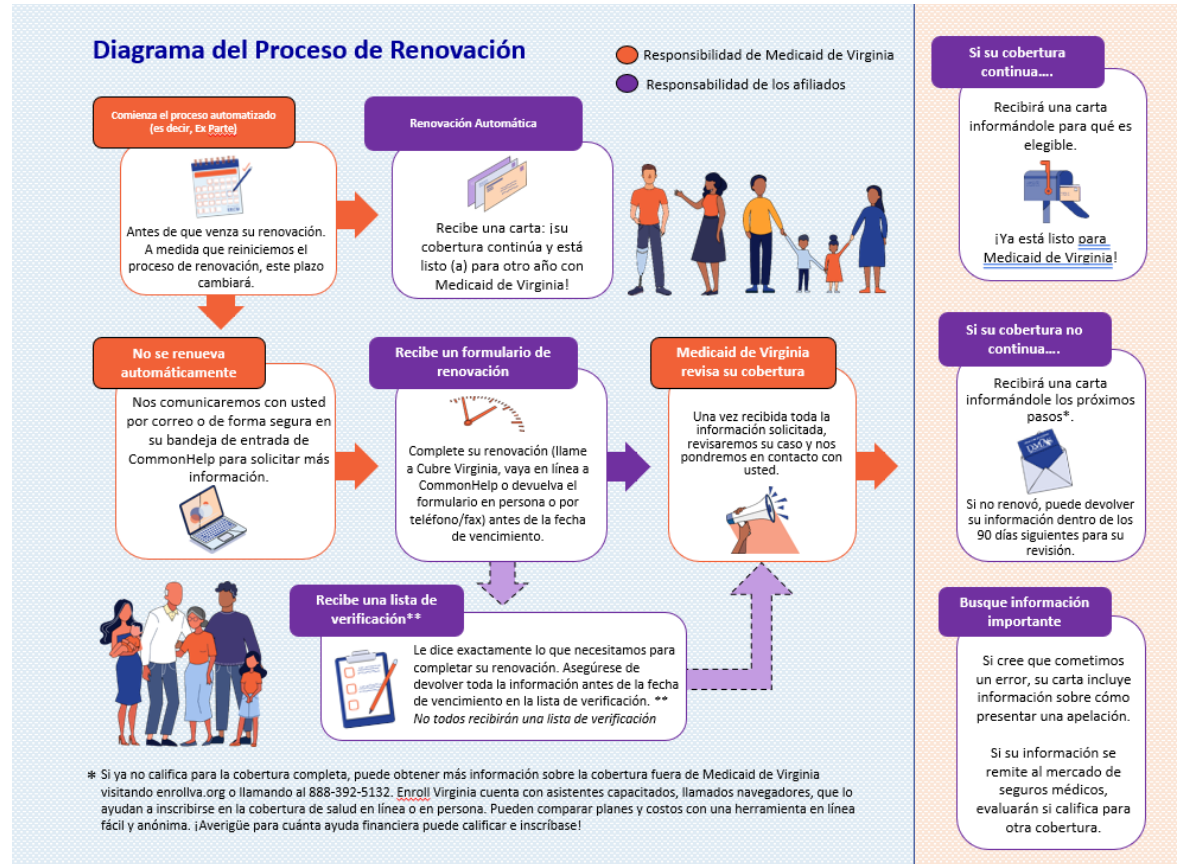 Diagrama del Proceso de Renovación
Responsibilidad de Medicaid de Virginia
Responsabilidad de los afiliados
Comienza el proceso automatizado
(es decir, Ex Parte)
Antes de que venza su renovación.
A medida que reiniciemos el
proceso de renovación, este plazo
cambiará.
Renovación Automática
Recibe una carta: ¡su
cobertura continúa y está
listo (a) para otro año con
Medicaid de Virginia!
No se renueva
automáticamente
Nos comunicaremos con usted
por correo o de forma segura en
su bandeja de entrada de
CommonHelp para solicitar más
información.
Recibe un formulario de
renovación
Complete su renovación (llame
a Cubre Virginia, vaya en línea a
CommonHelp o devuelva el
formulario en persona o por
teléfono/fax) antes de la fecha
de vencimiento.
Medicaid de Virginia
revisa su cobertura
Una vez recibida toda la
información solicitada,
revisaremos su caso y nos
pondremos en contacto con
usted.
Recibe una lista de
verificación**
Le dice exactamente lo que necesitamos para
completar su renovación. Asegúrese de
devolver toda la información antes de la fecha
de vencimiento en la lista de verificación. **
No todos recibirán una lista de verificación
* Si ya no califica para la cobertura completa, puede obtener más información sobre la cobertura fuera de Medicaid de Virginia
visitando enrollva.org o llamando al 888-392-5132. Enroll Virginia cuenta con asistentes capacitados, llamados navegadores, que lo
ayudan a inscribirse en la cobertura de salud en línea o en persona. Pueden comparar planes y costos con una herramienta en línea
fácil y anónima. ¡Averigüe para cuánta ayuda financiera puede calificar e inscríbase!
Si su cobertura
continua....
Recibirá una carta
informándole para qué es
elegible.
¡Ya está listo para
Medicaid de Virginia!
Si su cobertura no
continua....
Recibirá una carta
informándole los próximos
pasos*.
DMAS
Si no renovó, puede devolver
su información dentro de los
90 días siguientes para su
revisión.
Busque información
importante
Si cree que cometimos
un error, su carta incluye
información sobre cómo
presentar una apelación.
Si su información se
remite al mercado de
seguros médicos,
evaluarán si califica para
otra cobertura.